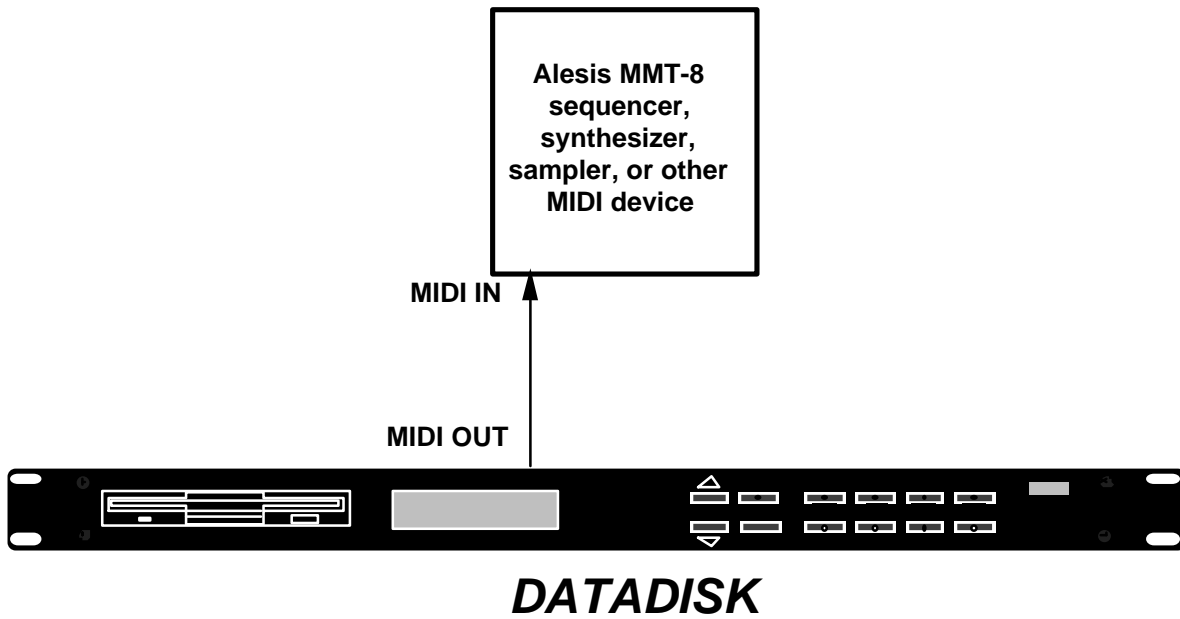 Alesis MMT-8
sequencer,
synthesizer,
sampler, or other
MIDI device
MIDI IN
MIDI OUT
DATADISK